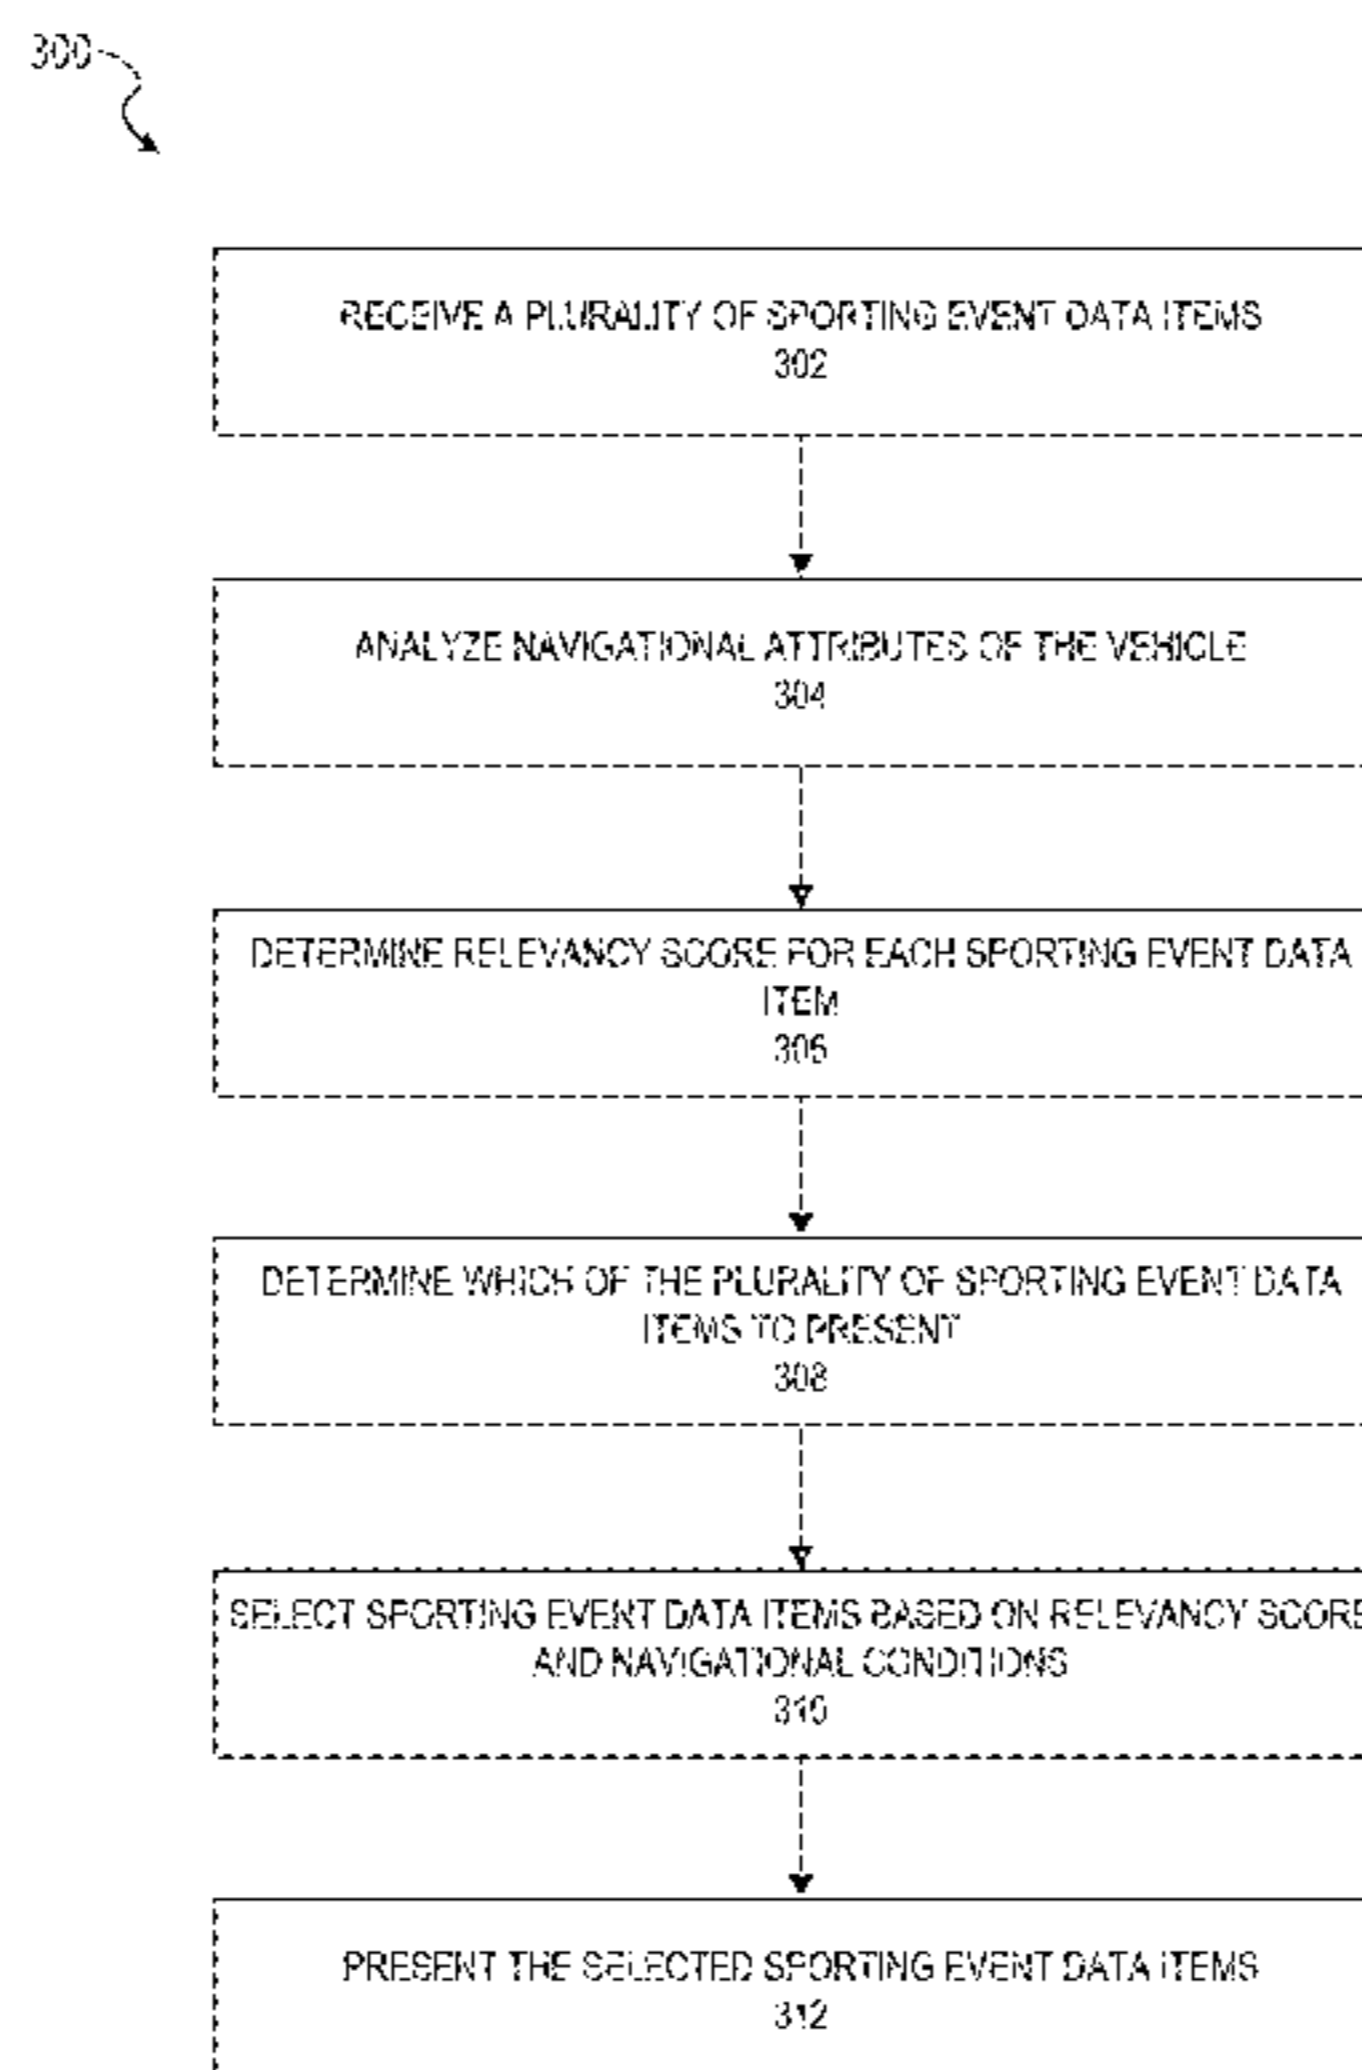 300
RECEIVE A PLURALITY OF SPORTING EVENT DATA ITEMS
302
ANALYZE NAVIGATIONAL ATTRIBUTES OF THE VEHICLE
304
DETERMINE RELEVANCY SCORE FOR EACH SPORTING EVENT DATA
ITEM
306
DETERMINE WHICH OF THE PLURALITY OF SPORTING EVENT DATA
ITEMS TO PRESENT
308
SELECT SPORTING EVENT DATA ITEMS BASED ON RELEVANCY SCORE
AND NAVIGATIONAL CONDITIONS
310
PRESENT THE SELECTED SPORTING EVENT DATA ITEMS
312